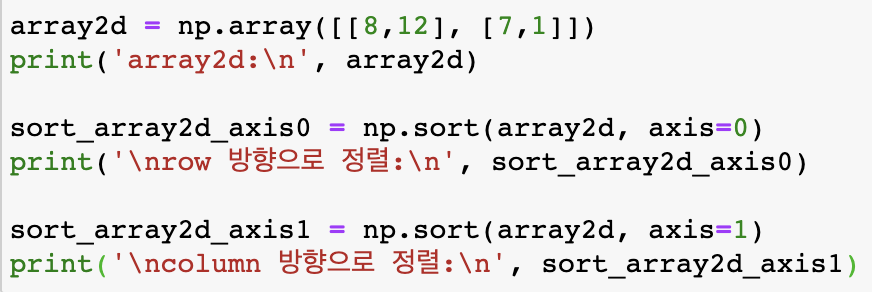 array2d = np.array([[8,12], [7,1]])
print('array2d:\n', array2d)
sort_array2d_axis0 = np.sort(array2d, axis=0)
print('\nrow 방향으로 정렬:\n', sort_array2d_axis0)
sort_array2d_axis1 = np.sort(array2d, axis=1)
print('\ncolumn 방향으로 정렬:\n', sort_array2d_axis1)